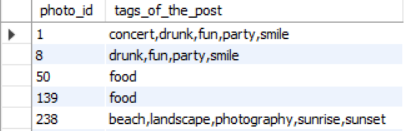 photo_id tags_of_the_post
1 concert,drunk,fun,party,smile
8 drunk,fun,party,smile
50 food
139 food
238 beach,landscape,photography,sunrise,sunset